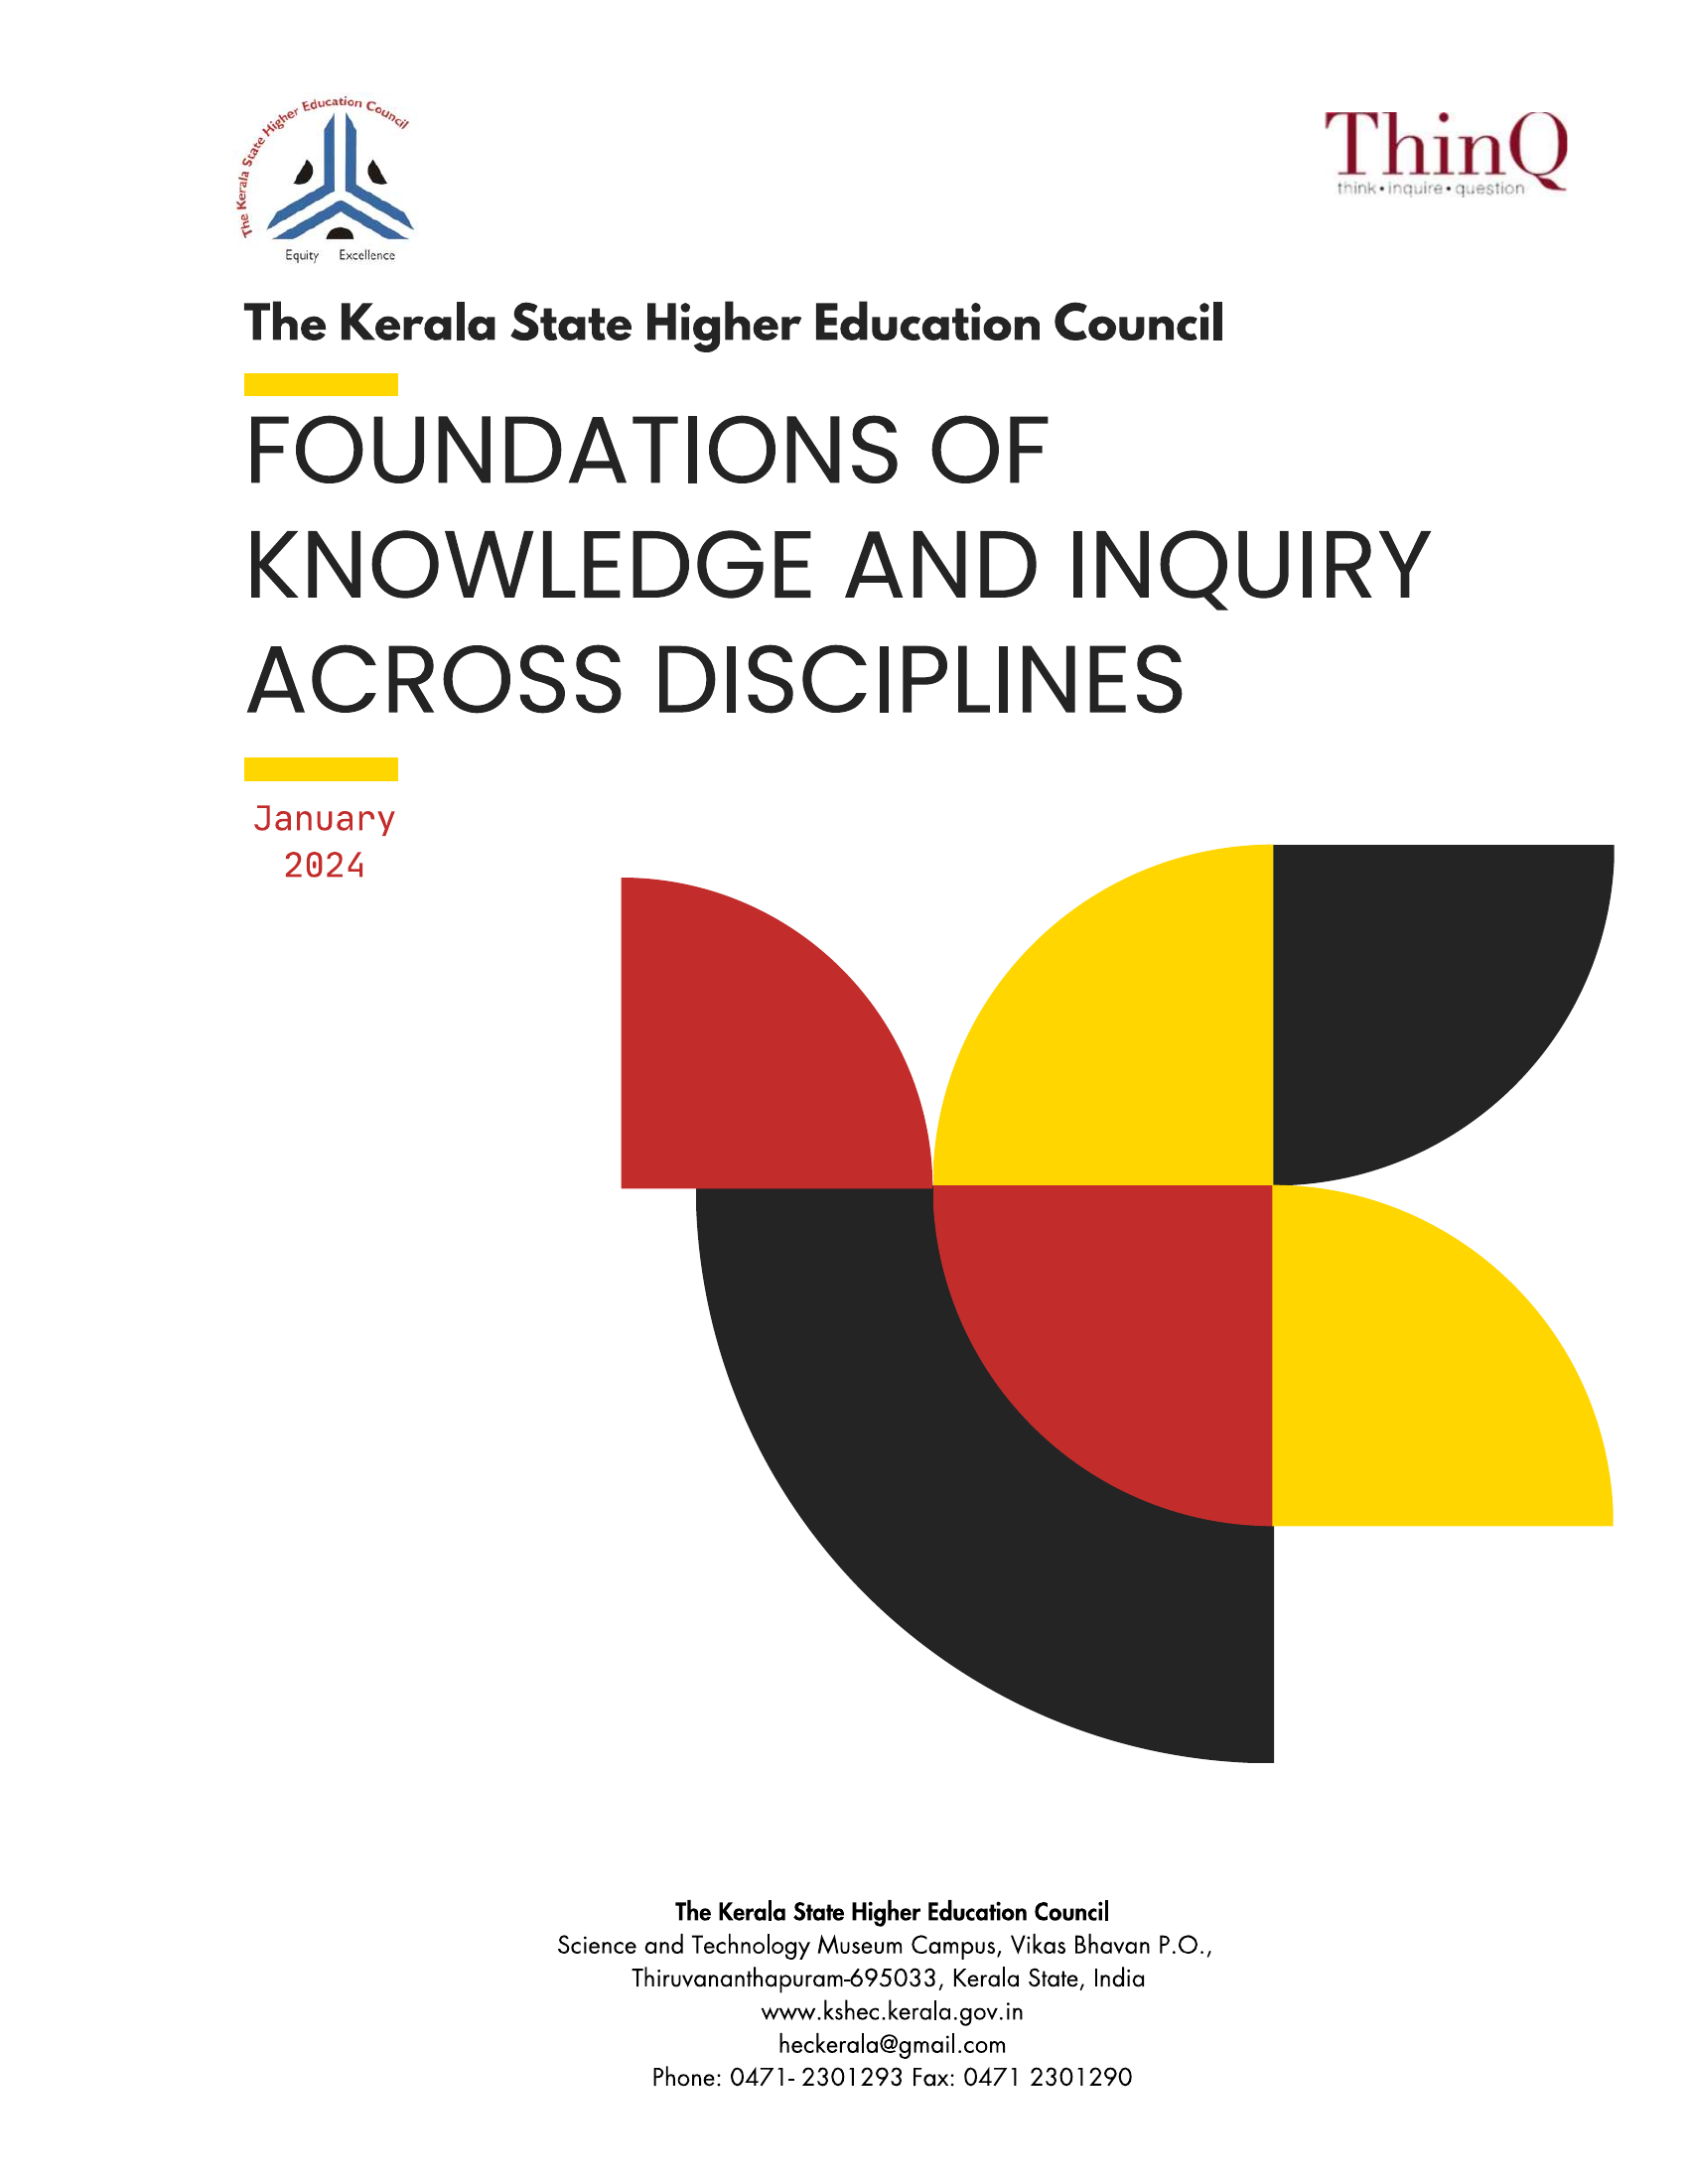 The Kerala State Higher Education Council
Equity Excellence
ThinQ
think • inquire • question
The Kerala State Higher Education Council
FOUNDATIONS OF
KNOWLEDGE AND INQUIRY
ACROSS DISCIPLINES
January
2024
The Kerala State Higher Education Council
Science and Technology Museum Campus, Vikas Bhavan P.O.,
Thiruvananthapuram-695033, Kerala State, India
www.kshec.kerala.gov.in
heckerala@gmail.com
Phone: 0471- 2301293 Fax: 0471 2301290